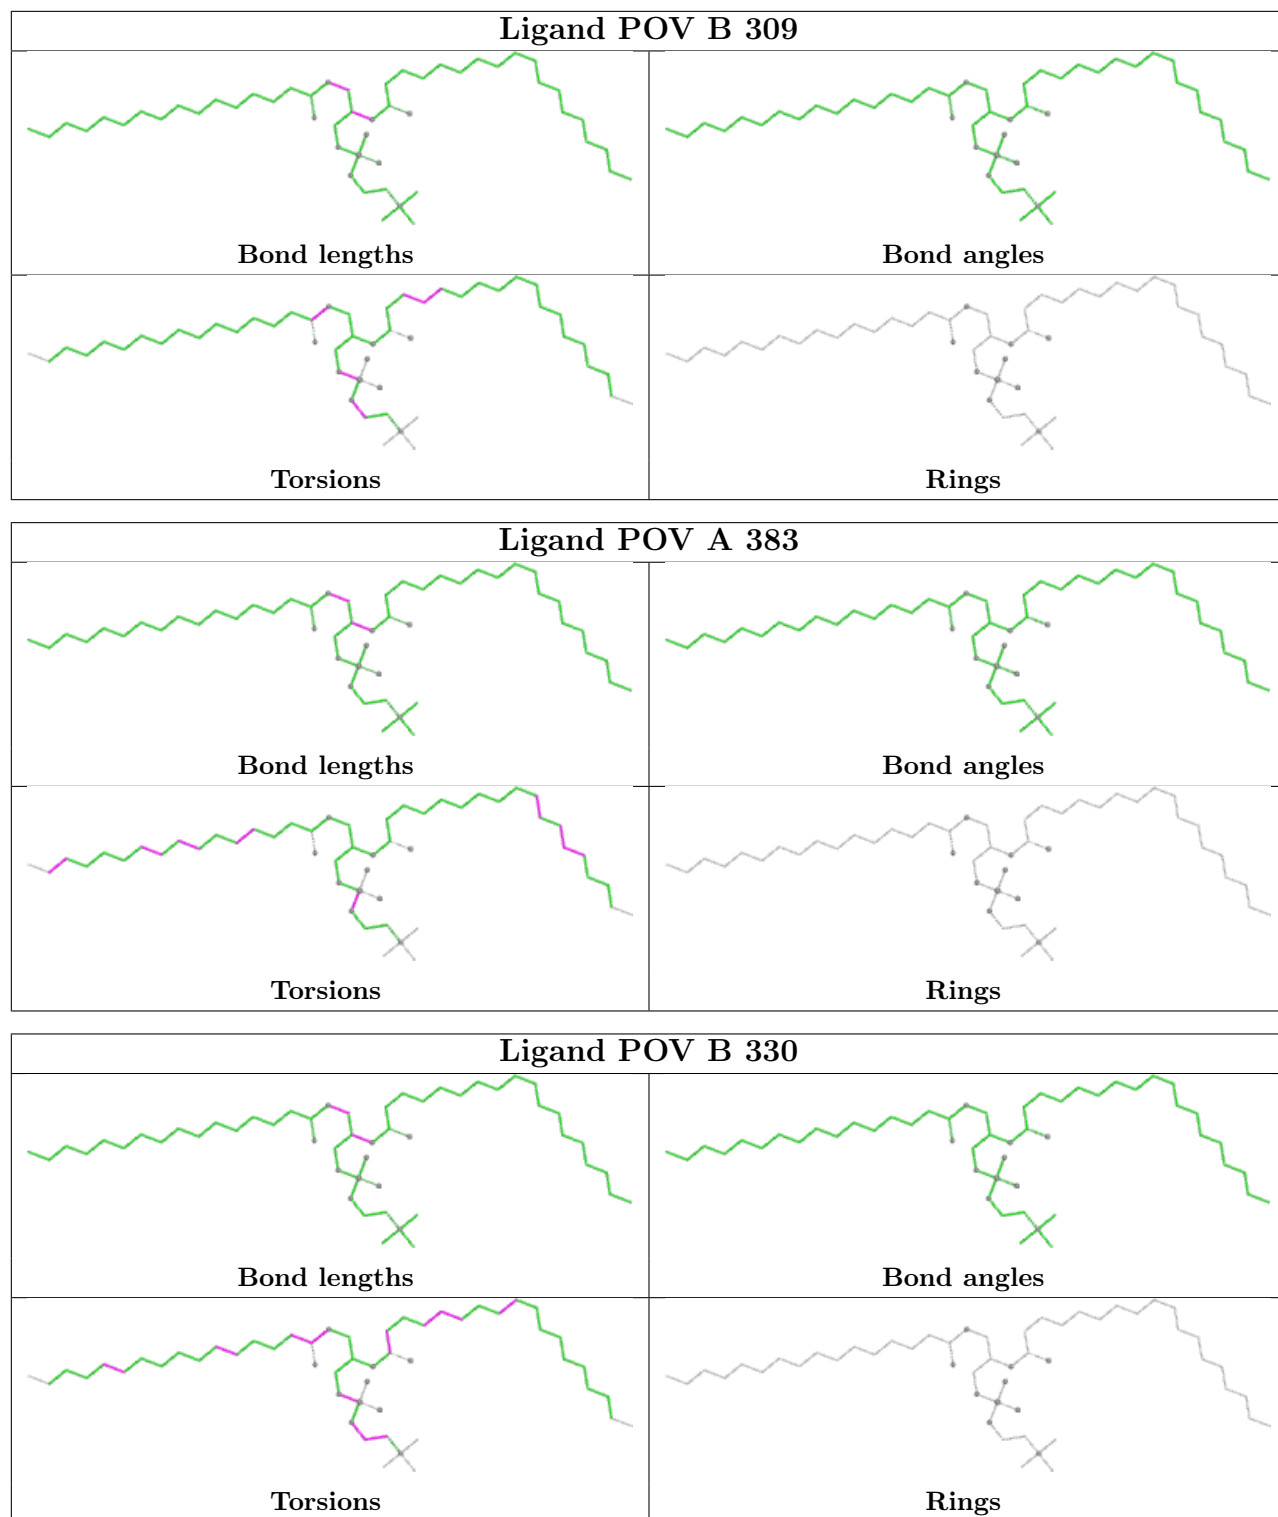 Ligand POV B 309
Bond lengths
Bond angles
Torsions
Rings
Ligand POV A 383
Bond lengths
Bond angles
Torsions
Rings
Ligand POV B 330
Bond lengths
Bond angles
Torsions
Rings